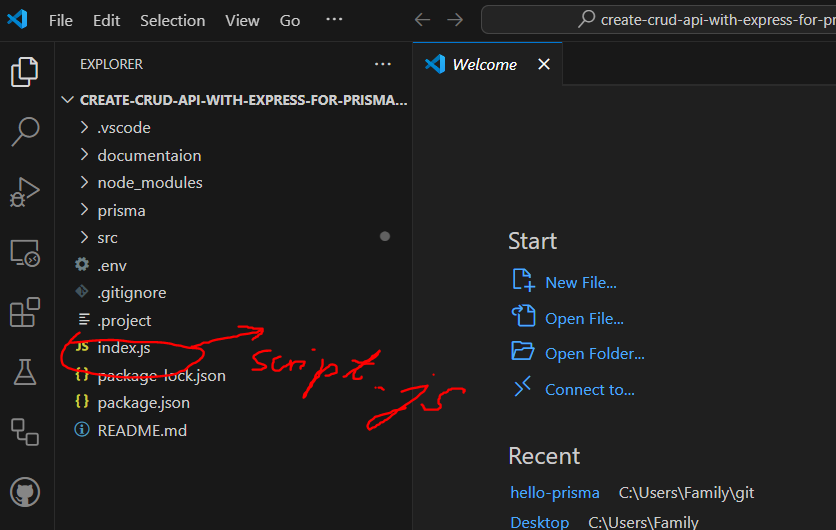 File Edit Selection View Go ···
create-crud-api-with-express-for-pr
EXPLORER ···
Welcome
CREATE-CRUD-API-WITH-EXPRESS-FOR-PRISMA...
.vscode
documentaion
node_modules
prisma
src
.env
.gitignore
.project
JS index.js
script.js
{} package-lock.json
{} package.json
README.md
Start
New File...
Open File...
Open Folder...
Connect to...
Recent
hello-prisma C:\Users\Family\git
Desktop C:\Users\Family